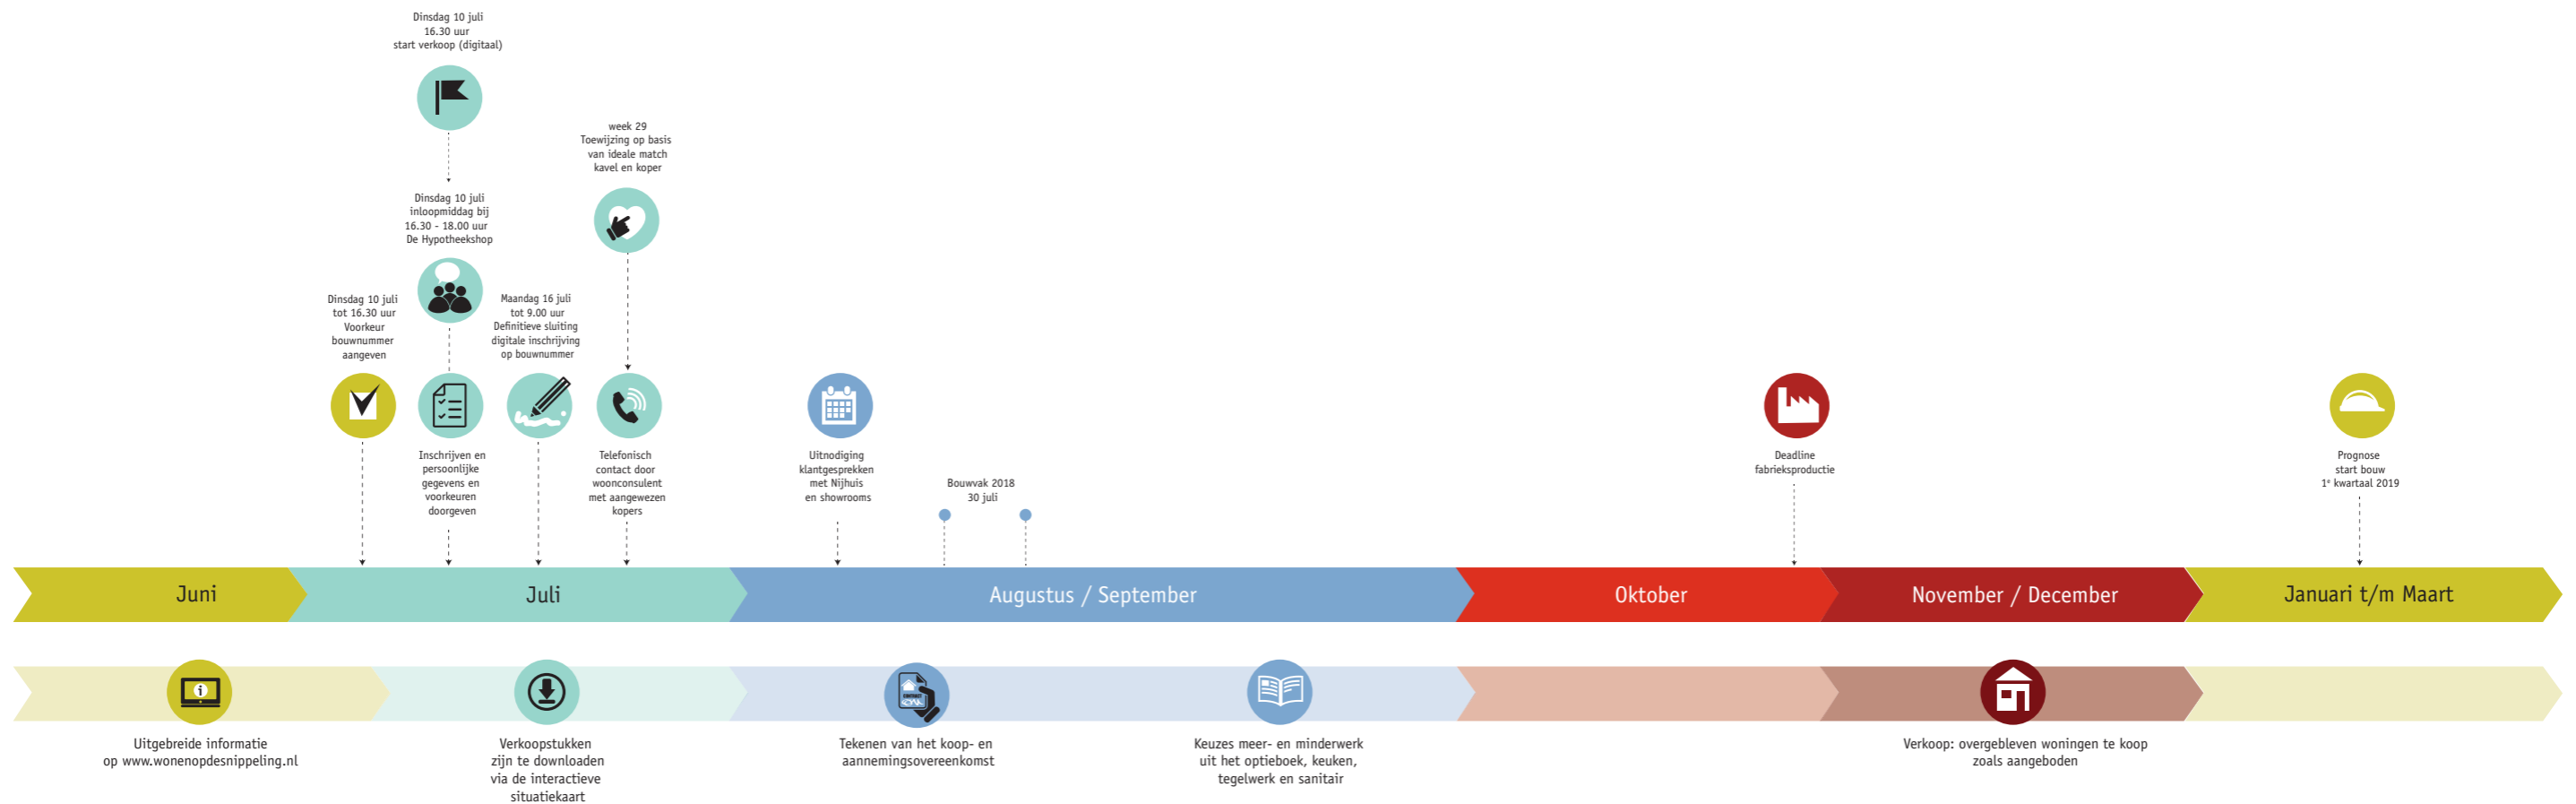 Dinsdag 10 juli
16.30 uur
start verkoop (digitaal)
week 29
Toewijzing op basis
van ideale match
kavel en koper
Dinsdag 10 juli
inloopmiddag bij
16.30 - 18.00 uur
De Hypotheekshop
Dinsdag 10 juli
tot 16.30 uur
Voorkeur
bouwnummer
aangeven
Maandag 16 juli
tot 9.00 uur
Definitieve sluiting
digitale inschrijving
op bouwnummer
Inschrijven en
persoonlijke
gegevens en
voorkeuren
doorgeven
Telefonisch
contact door
woonconsulent
met aangewezen
kopers
Uitnodiging
klantgesprekken
met Nijhuis
en showrooms
Bouwvak 2018
30 juli
Deadline
fabrieksproductie
Prognose
start bouw
1e kwartaal 2019
Juni
Juli
Augustus / September
Oktober
November / December
Januari t/m Maart
i
CONTRACT
Uitgebreide informatie
op www.wonenopdesnippeling.nl
Verkoopstukken
zijn te downloaden
via de interactieve
situatiekaart
Tekenen van het koop- en
aannemingsovereenkomst
Keuzes meer- en minderwerk
uit het optieboek, keuken,
tegelwerk en sanitair
Verkoop: overgebleven woningen te koop
zoals aangeboden